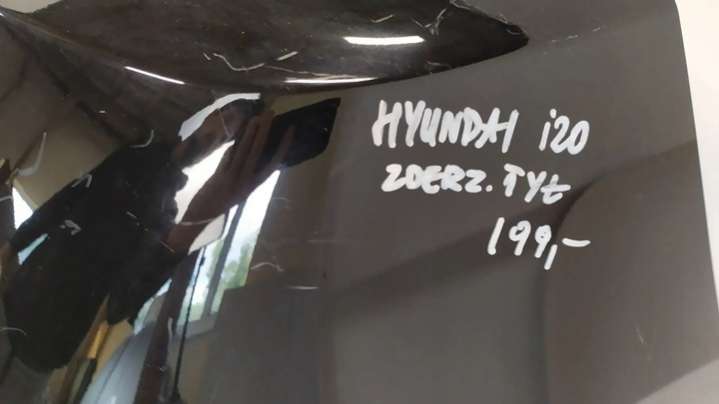 HYUNDAI i20
ZDERZ. TYŁ
199,-